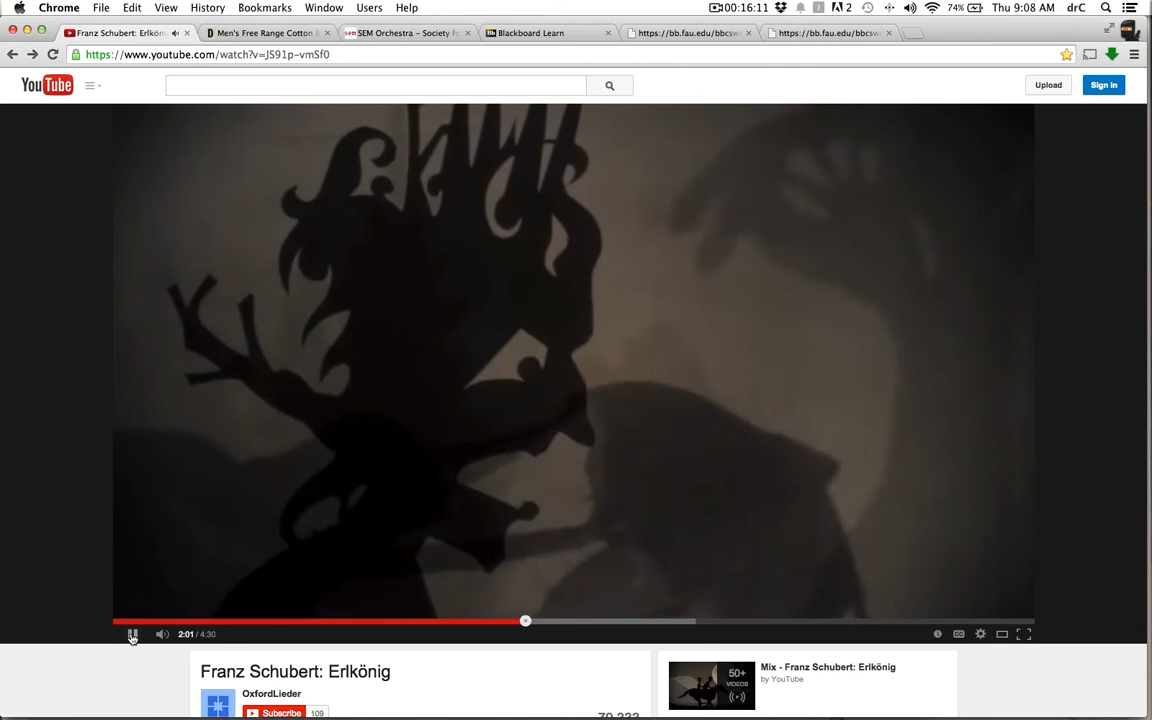 Chrome File Edit View History Bookmarks Window Users Help 00:16:11 2 74% Thu 9:08 AM drC
Franz Schubert: Erlköni Men's Free Range Cotton B SEM Orchestra – Society fo Bb Blackboard Learn https://bb.fau.edu/bbcsw https://bb.fau.edu/bbcsw
https://www.youtube.com/watch?v=JS91p-vmSf0
YouTube Upload Sign in
2:01 / 4:30
Franz Schubert: Erlkönig
OxfordLieder
Subscribe 109
50+
VIDEOS
Mix - Franz Schubert: Erlkönig
by YouTube